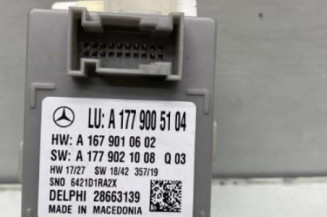 LU: A 177 900 51 04
HW: A 167 901 06 02
SW: A 177 902 10 08 Q 03
HW 17/27 SW 18/42 357/19
SNO 6421D1RA2X
DELPHI 28663139
MADE IN MACEDONIA